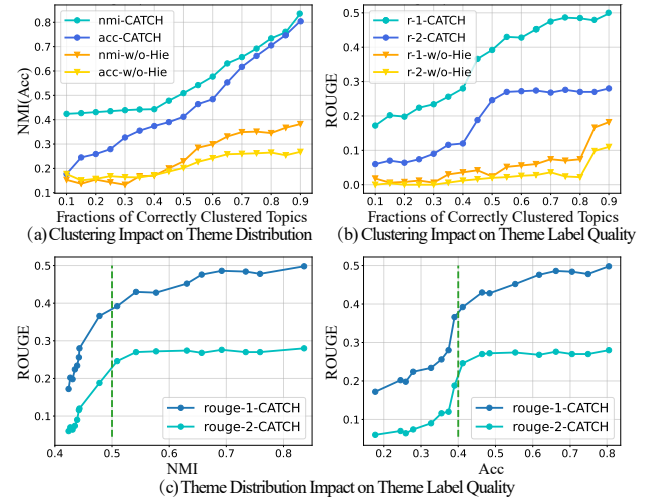 NMI(Acc)
0.8
0.7
0.6
0.5
0.4
0.3
0.2
0.1
nmi-CATCH
acc-CATCH
nmi-w/o-Hie
acc-w/o-Hie
0.1 0.2 0.3 0.4 0.5 0.6 0.7 0.8 0.9
Fractions of Correctly Clustered Topics
(a) Clustering Impact on Theme Distribution
ROUGE
0.5
0.4
0.3
0.2
0.1
0.0
r-1-CATCH
r-2-CATCH
r-1-w/o-Hie
r-2-w/o-Hie
0.1 0.2 0.3 0.4 0.5 0.6 0.7 0.8 0.9
Fractions of Correctly Clustered Topics
(b) Clustering Impact on Theme Label Quality
ROUGE
0.5
0.4
0.3
0.2
0.1
rouge-1-CATCH
rouge-2-CATCH
0.4 0.5 0.6 0.7 0.8
NMI
ROUGE
0.5
0.4
0.3
0.2
0.1
rouge-1-CATCH
rouge-2-CATCH
0.2 0.3 0.4 0.5 0.6 0.7 0.8
Acc
(c) Theme Distribution Impact on Theme Label Quality